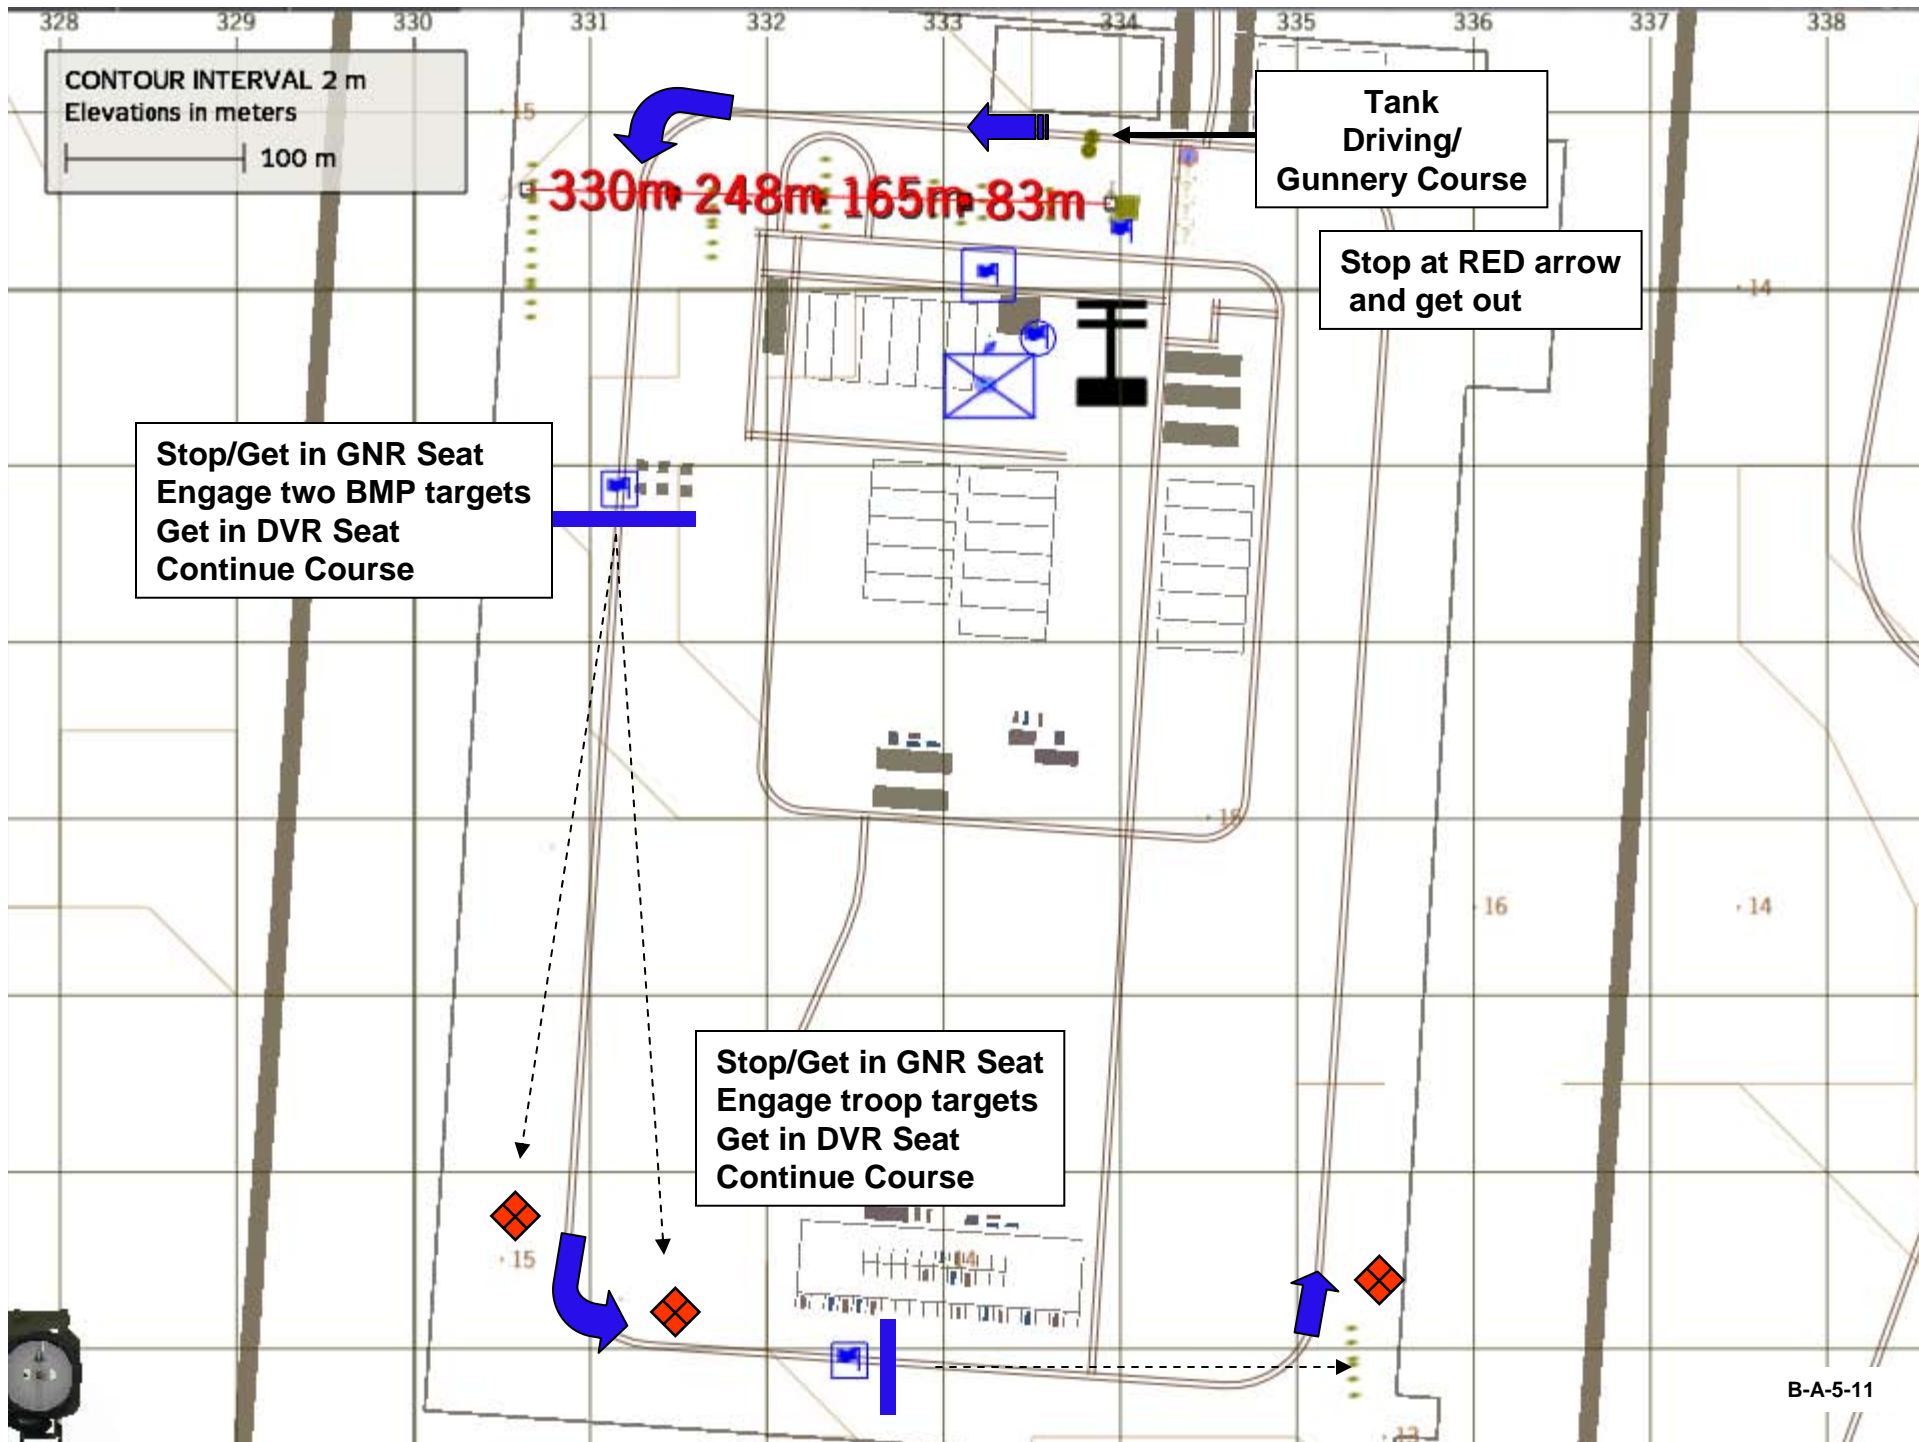 328 329 330 331 332 333 334 335 336 337 338
CONTOUR INTERVAL 2 m
Elevations in meters
100 m
15
Tank
Driving/
Gunnery Course
330m 248m 165m 83m
Stop at RED arrow
and get out
14
Stop/Get in GNR Seat
Engage two BMP targets
Get in DVR Seat
Continue Course
16
16
14
Stop/Get in GNR Seat
Engage troop targets
Get in DVR Seat
Continue Course
15
14
B-A-5-11
13